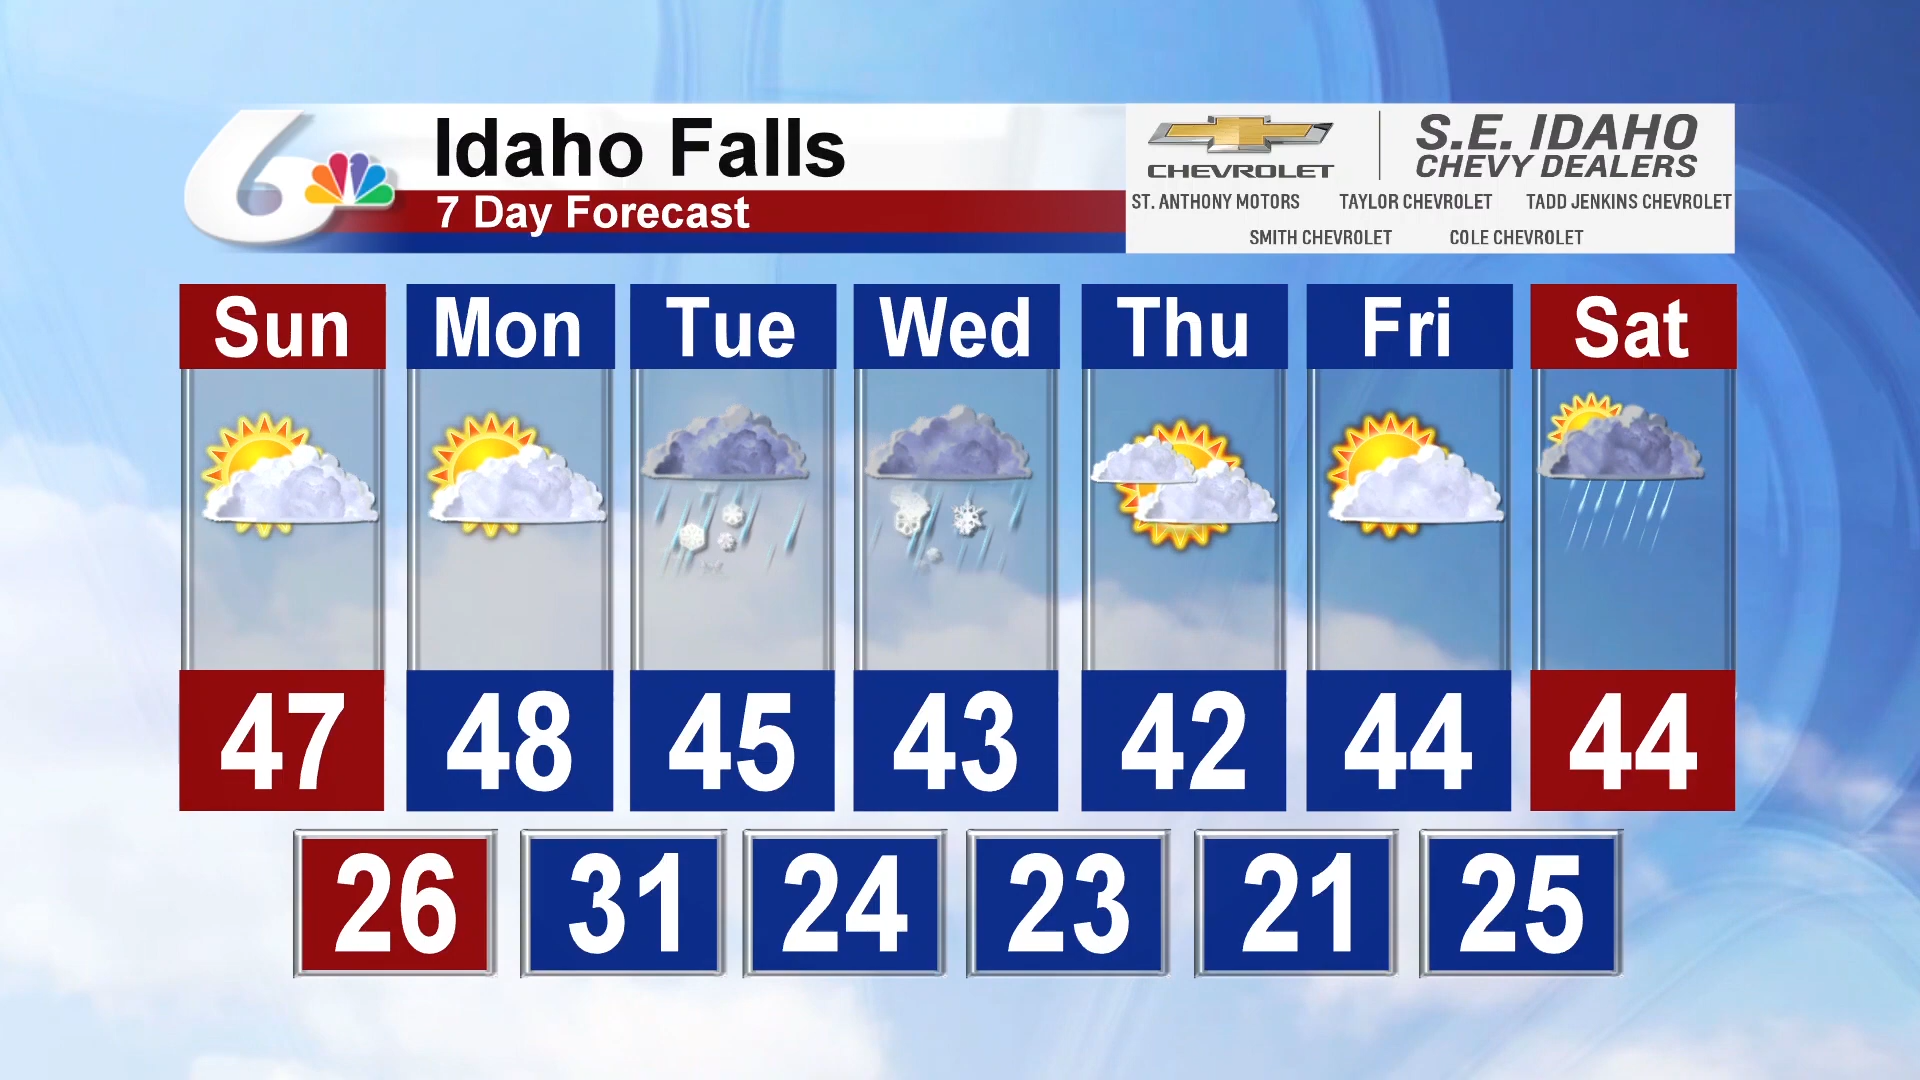 6
Idaho Falls
7 Day Forecast
CHEVROLET
S.E. IDAHO
CHEVY DEALERS
ST. ANTHONY MOTORS TAYLOR CHEVROLET TADD JENKINS CHEVROLET
SMITH CHEVROLET COLE CHEVROLET
Sun Mon Tue Wed Thu Fri Sat
47 48 45 43 42 44 44
26 31 24 23 21 25